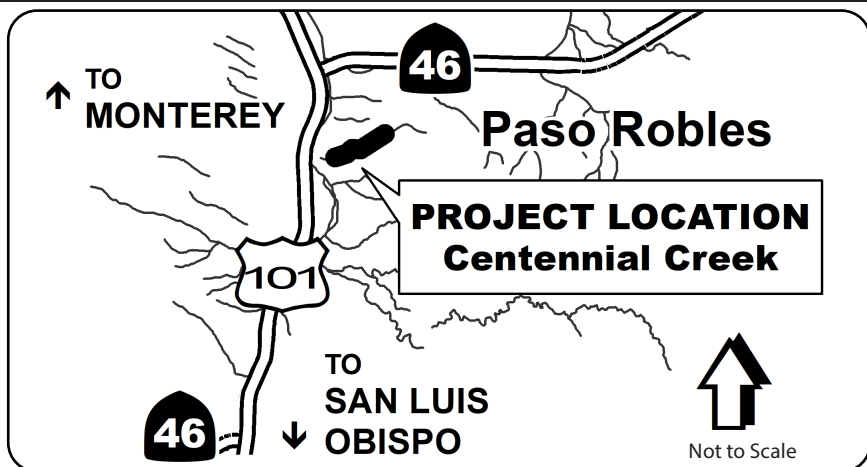 46
TO
MONTEREY
Paso Robles
PROJECT LOCATION
Centennial Creek
101
TO
SAN LUIS
OBISPO
46
Not to Scale